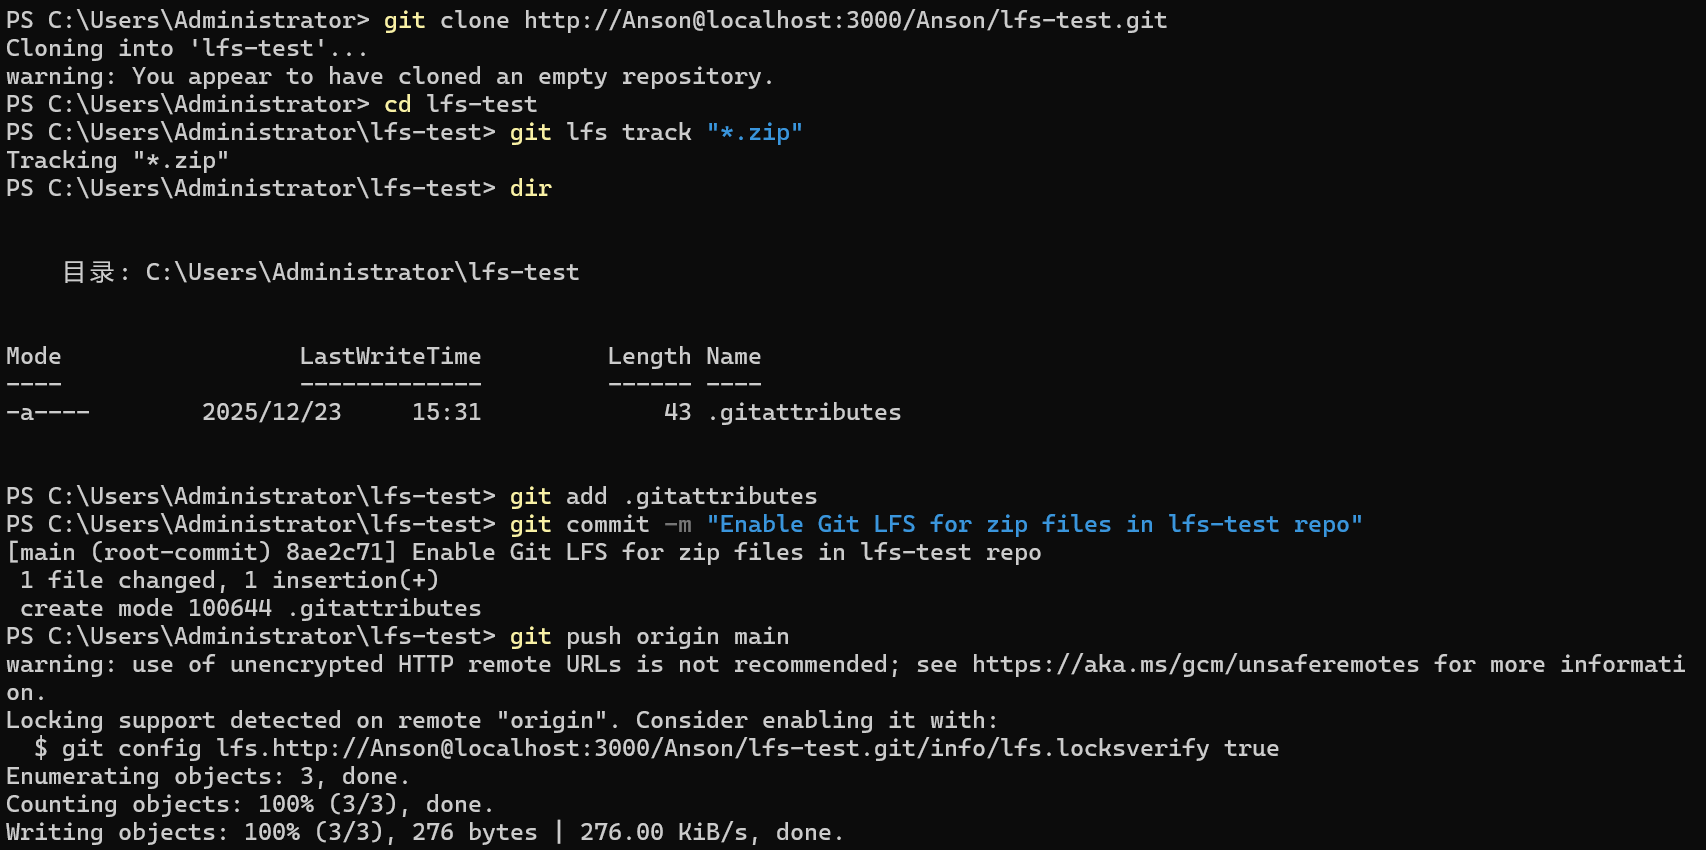 PS C:\Users\Administrator> git clone http://Anson@localhost:3000/Anson/lfs-test.git
Cloning into 'lfs-test'...
warning: You appear to have cloned an empty repository.
PS C:\Users\Administrator> cd lfs-test
PS C:\Users\Administrator\lfs-test> git lfs track "*.zip"
Tracking "*.zip"
PS C:\Users\Administrator\lfs-test> dir
目录: C:\Users\Administrator\lfs-test
Mode                 LastWriteTime         Length Name
----                 -------------         ------ ----
-a----        2025/12/23     15:31             43 .gitattributes
PS C:\Users\Administrator\lfs-test> git add .gitattributes
PS C:\Users\Administrator\lfs-test> git commit -m "Enable Git LFS for zip files in lfs-test repo"
[main (root-commit) 8ae2c71] Enable Git LFS for zip files in lfs-test repo
 1 file changed, 1 insertion(+)
 create mode 100644 .gitattributes
PS C:\Users\Administrator\lfs-test> git push origin main
warning: use of unencrypted HTTP remote URLs is not recommended; see https://aka.ms/gcm/unsaferemotes for more informati
on.
Locking support detected on remote "origin". Consider enabling it with:
  $ git config lfs.http://Anson@localhost:3000/Anson/lfs-test.git/info/lfs.locksverify true
Enumerating objects: 3, done.
Counting objects: 100% (3/3), done.
Writing objects: 100% (3/3), 276 bytes | 276.00 KiB/s, done.